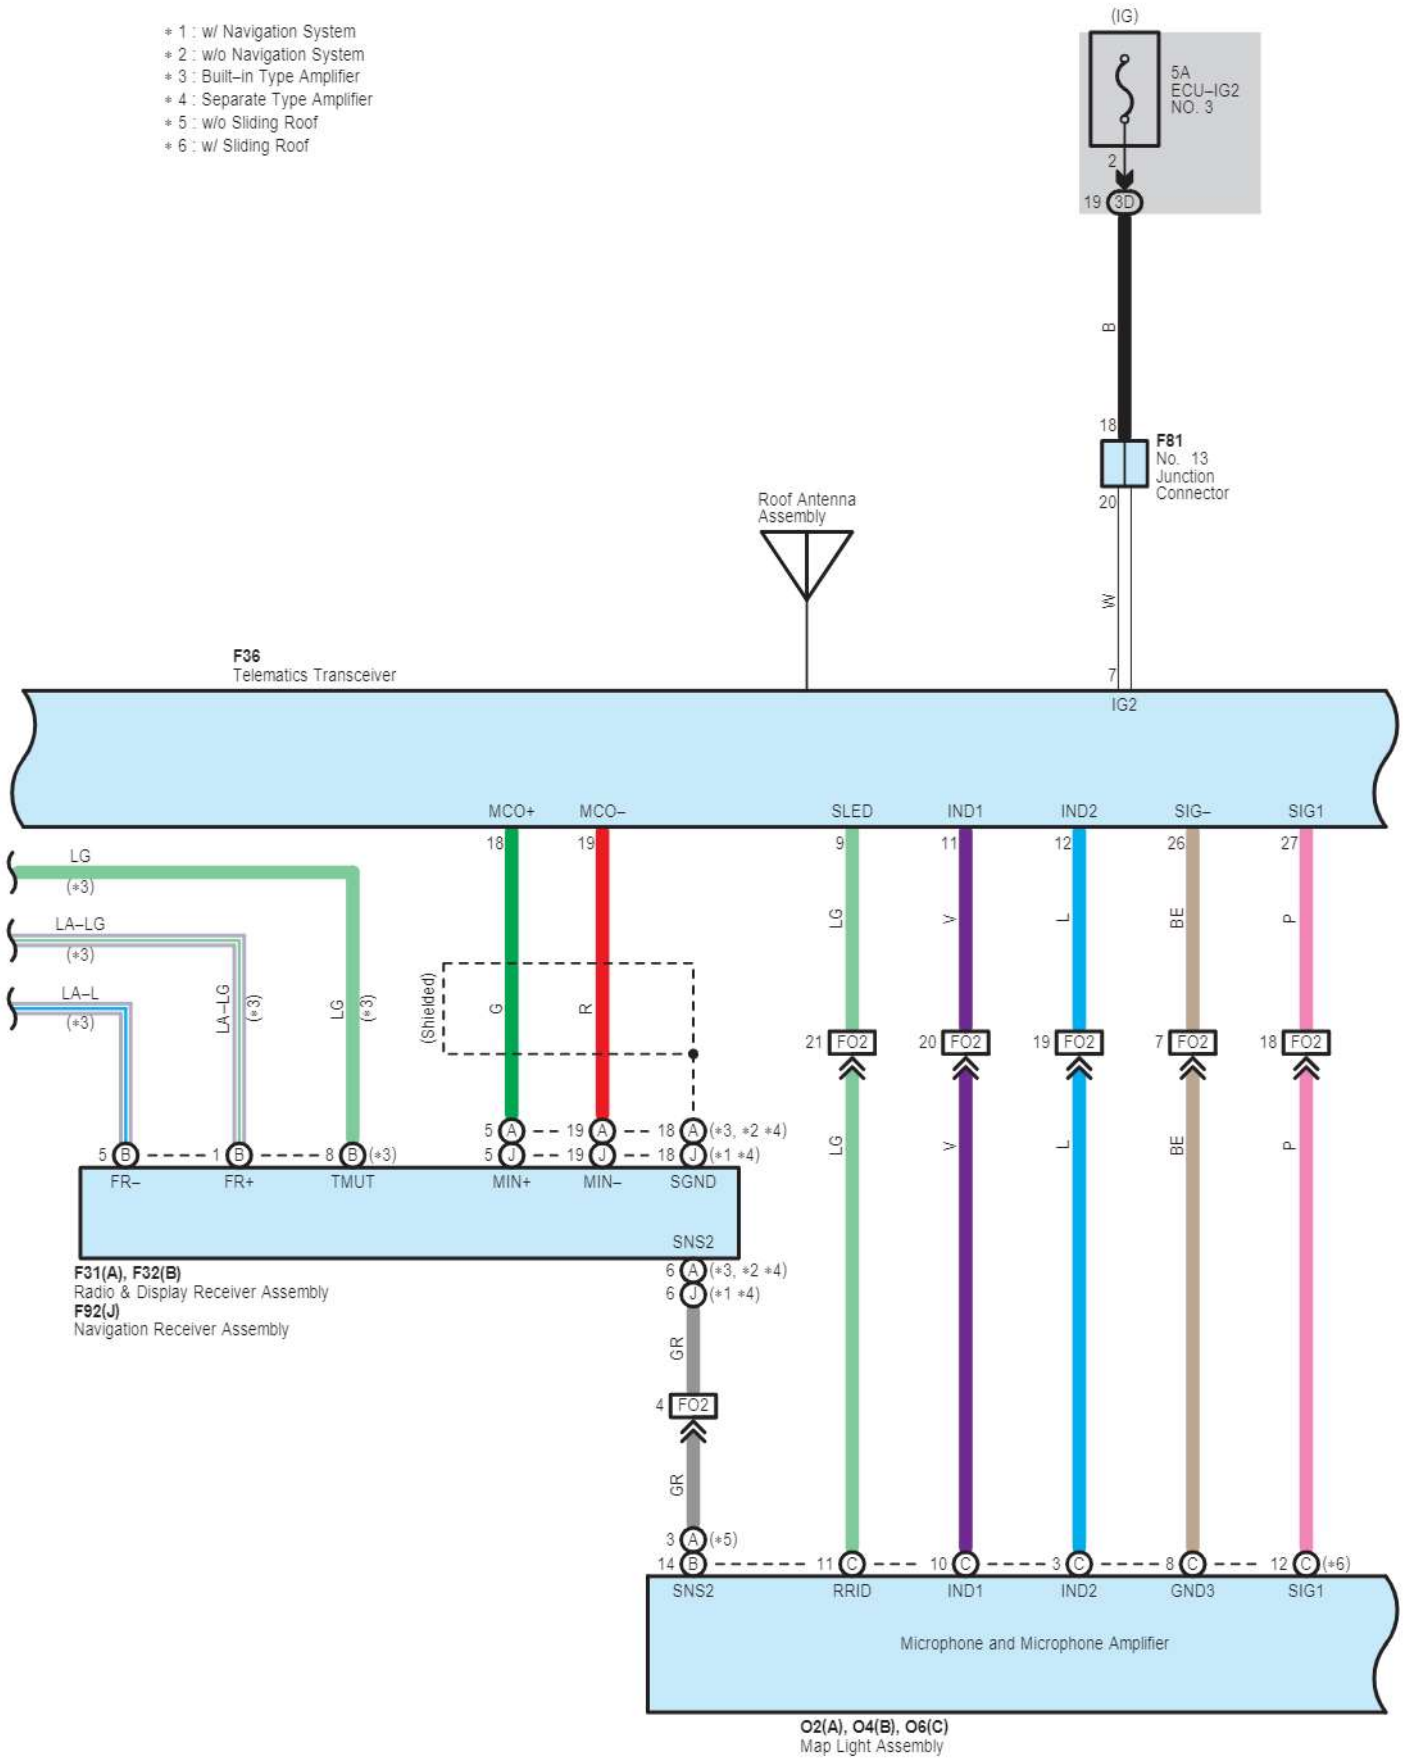 (IG)
* 1 : w/ Navigation System
* 2 : w/o Navigation System
* 3 : Built–in Type Amplifier
* 4 : Separate Type Amplifier
* 5 : w/o Sliding Roof
* 6 : w/ Sliding Roof
5A
ECU–IG2
NO. 3
2
19 3D
B
18
F81
No. 13
Junction
Connector
20
Roof Antenna
Assembly
W
F36
Telematics Transceiver
7
IG2
MCO+ MCO– SLED IND1 IND2 SIG– SIG1
18 19 9 11 12 26 27
LG
(*3)
LA–LG
(*3)
LA–L
(*3)
LG V L BE P
LA–LG (*3) LG (*3) (Shielded) G R
21 FO2 20 FO2 19 FO2 7 FO2 18 FO2
5 A 19 A 18 A (*3, *2 *4)
5 B 1 B 8 B (*3) 5 J 19 J 18 J (*1 *4)
LG V L BE P
FR– FR+ TMUT MIN+ MIN– SGND
SNS2
6 A (*3, *2 *4)
6 J (*1 *4)
F31(A), F32(B)
Radio & Display Receiver Assembly
F92(J)
Navigation Receiver Assembly
GR
4 FO2
GR
3 A (*5)
14 B 11 C 10 C 3 C 8 C 12 C (*6)
SNS2 RRID IND1 IND2 GND3 SIG1
Microphone and Microphone Amplifier
O2(A), O4(B), O6(C)
Map Light Assembly